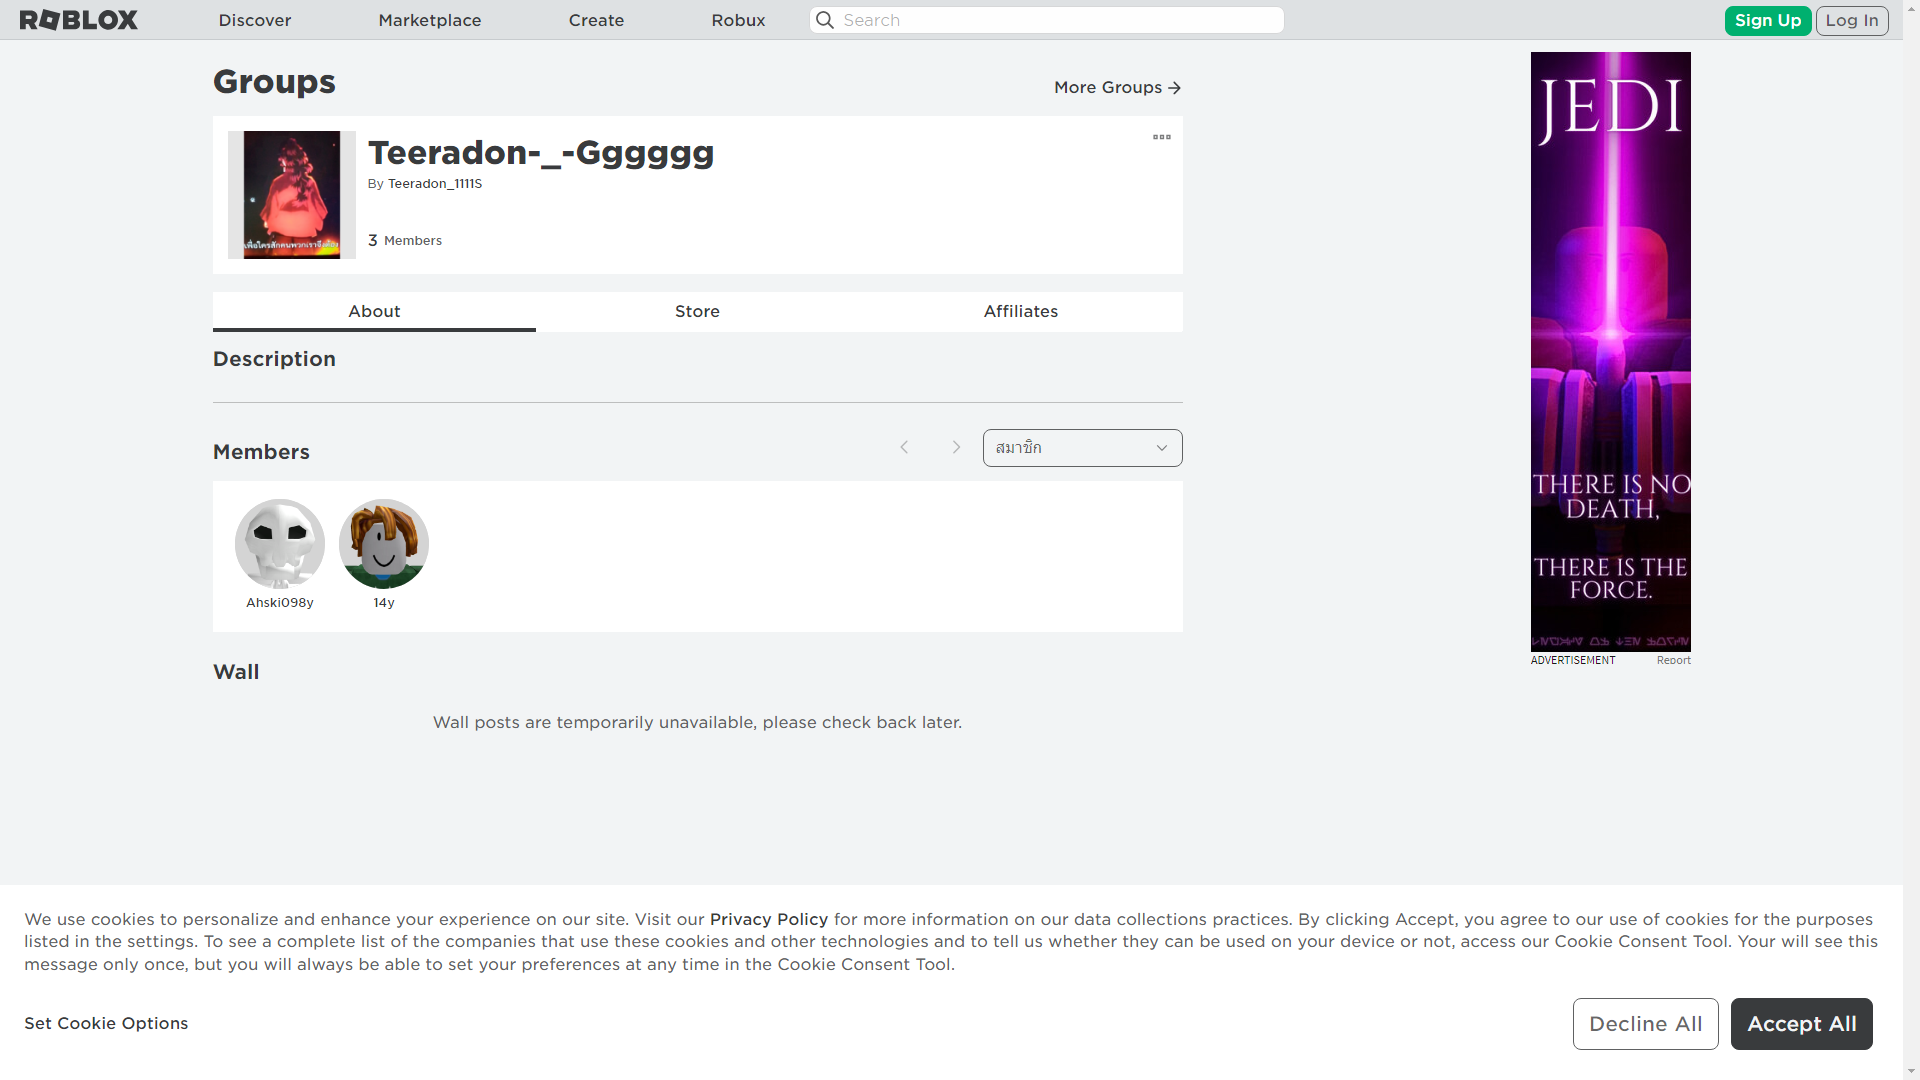 ROBLOX
Discover
Marketplace
Create
Robux
Search
Sign Up
Log In
Groups
More Groups
Teeradon-_-Gggggg
By Teeradon_1111S
3 Members
About
Store
Affiliates
Description
Members
สมาชิก
Ahski098y
14y
Wall
Wall posts are temporarily unavailable, please check back later.
JEDI
THERE IS NO
DEATH,
THERE IS THE
FORCE.
ADVERTISEMENT
Report
We use cookies to personalize and enhance your experience on our site. Visit our Privacy Policy for more information on our data collections practices. By clicking Accept, you agree to our use of cookies for the purposes
listed in the settings. To see a complete list of the companies that use these cookies and other technologies and to tell us whether they can be used on your device or not, access our Cookie Consent Tool. Your will see this
message only once, but you will always be able to set your preferences at any time in the Cookie Consent Tool.
Set Cookie Options
Decline All
Accept All